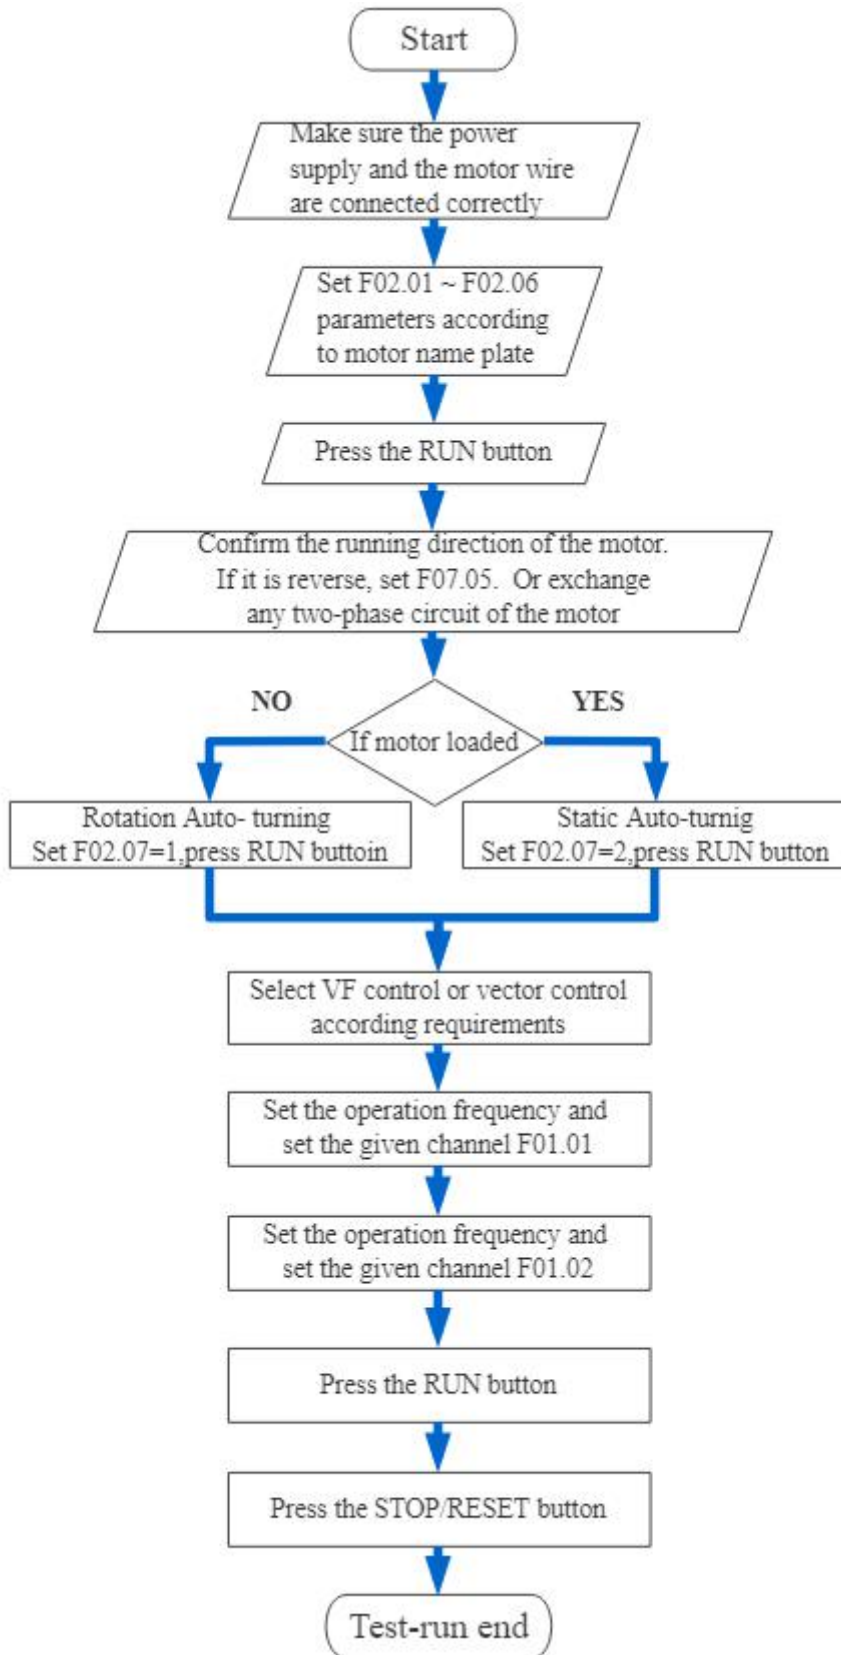 Start
Make sure the power
supply and the motor wire
are connected correctly
Set F02.01 ~ F02.06
parameters according
to motor name plate
Press the RUN button
Confirm the running direction of the motor.
If it is reverse, set F07.05. Or exchange
any two-phase circuit of the motor
NO
YES
If motor loaded
Rotation Auto- turning
Set F02.07=1,press RUN buttoin
Static Auto-turnig
Set F02.07=2,press RUN button
Select VF control or vector control
according requirements
Set the operation frequency and
set the given channel F01.01
Set the operation frequency and
set the given channel F01.02
Press the RUN button
Press the STOP/RESET button
Test-run end